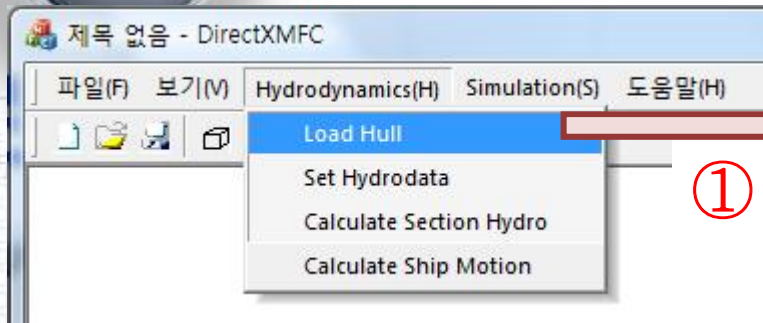 제목 없음 - DirectXMFC
파일(F) 보기(V) Hydrodynamics(H) Simulation(S) 도움말(H)
Load Hull
Set Hydrodata
Calculate Section Hydro
Calculate Ship Motion
①